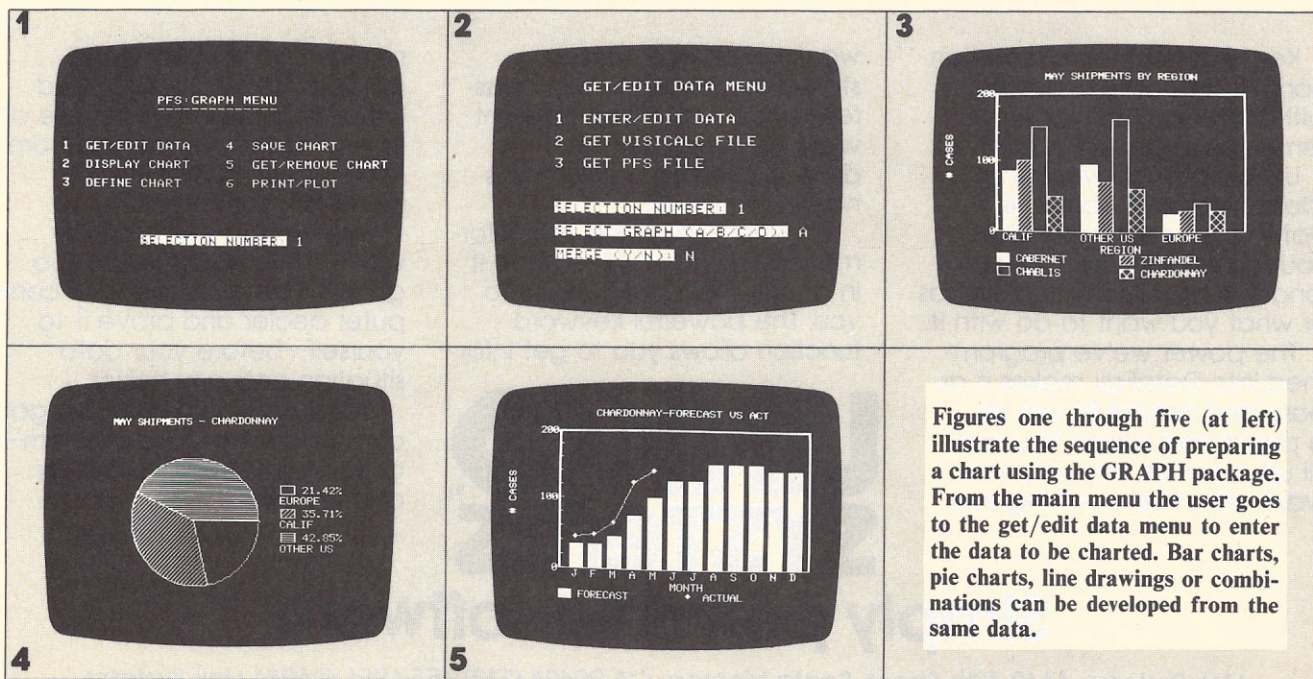 1
PFS:GRAPH MENU
1 GET/EDIT DATA 4 SAVE CHART
2 DISPLAY CHART 5 GET/REMOVE CHART
3 DEFINE CHART 6 PRINT/PLOT
SELECTION NUMBER: 1
2
GET/EDIT DATA MENU
1 ENTER/EDIT DATA
2 GET VISICALC FILE
3 GET PFS FILE
SELECTION NUMBER: 1
SELECT GRAPH (A/B/C/D): A
MERGE (Y/N): N
3
MAY SHIPMENTS BY REGION
200
# CASES
100
0
CALIF OTHER US EUROPE
REGION
CABERNET ZINFANDEL
CHABLIS CHARDONNAY
4
MAY SHIPMENTS - CHARDONNAY
21.42%
EUROPE
35.71%
CALIF
42.85%
OTHER US
5
CHARDONNAY-FORECAST VS ACT
200
# CASES
100
0
J F M A M J J A S O N D
MONTH
FORECAST ACTUAL
Figures one through five (at left)
illustrate the sequence of preparing
a chart using the GRAPH package.
From the main menu the user goes
to the get/edit data menu to enter
the data to be charted. Bar charts,
pie charts, line drawings or combi-
nations can be developed from the
same data.